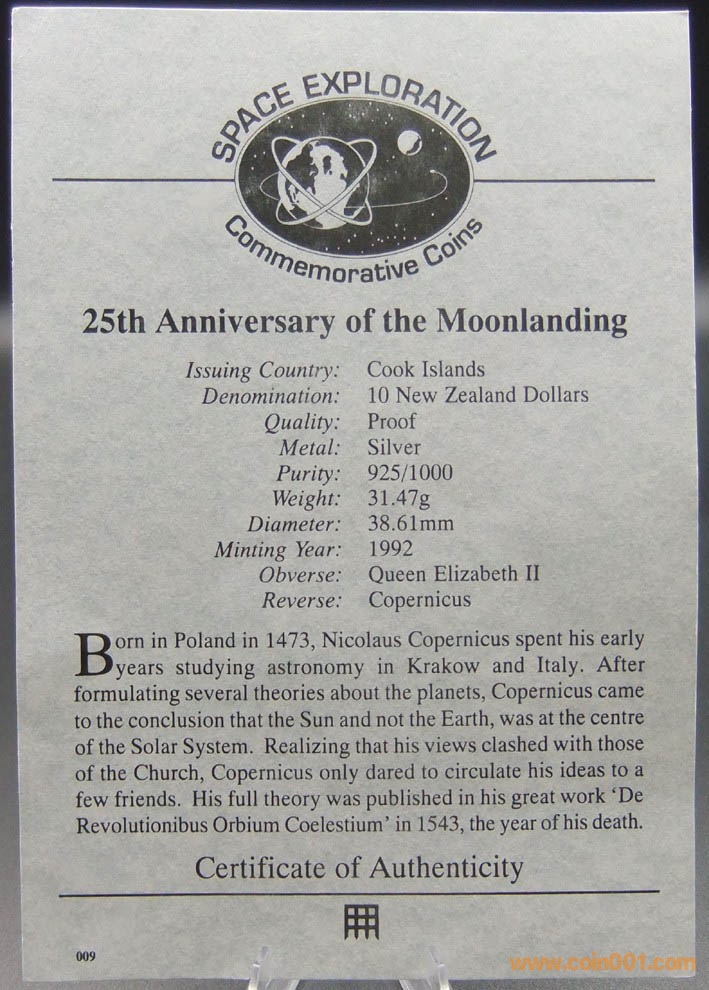 SPACE EXPLORATION
Commemorative Coins
25th Anniversary of the Moonlanding
Issuing Country: Cook Islands
Denomination: 10 New Zealand Dollars
Quality: Proof
Metal: Silver
Purity: 925/1000
Weight: 31.47g
Diameter: 38.61mm
Minting Year: 1992
Obverse: Queen Elizabeth II
Reverse: Copernicus
Born in Poland in 1473, Nicolaus Copernicus spent his early
years studying astronomy in Krakow and Italy. After
formulating several theories about the planets, Copernicus came
to the conclusion that the Sun and not the Earth, was at the centre
of the Solar System. Realizing that his views clashed with those
of the Church, Copernicus only dared to circulate his ideas to a
few friends. His full theory was published in his great work ‘De
Revolutionibus Orbium Coelestium’ in 1543, the year of his death.
Certificate of Authenticity
009
www.coin001.com